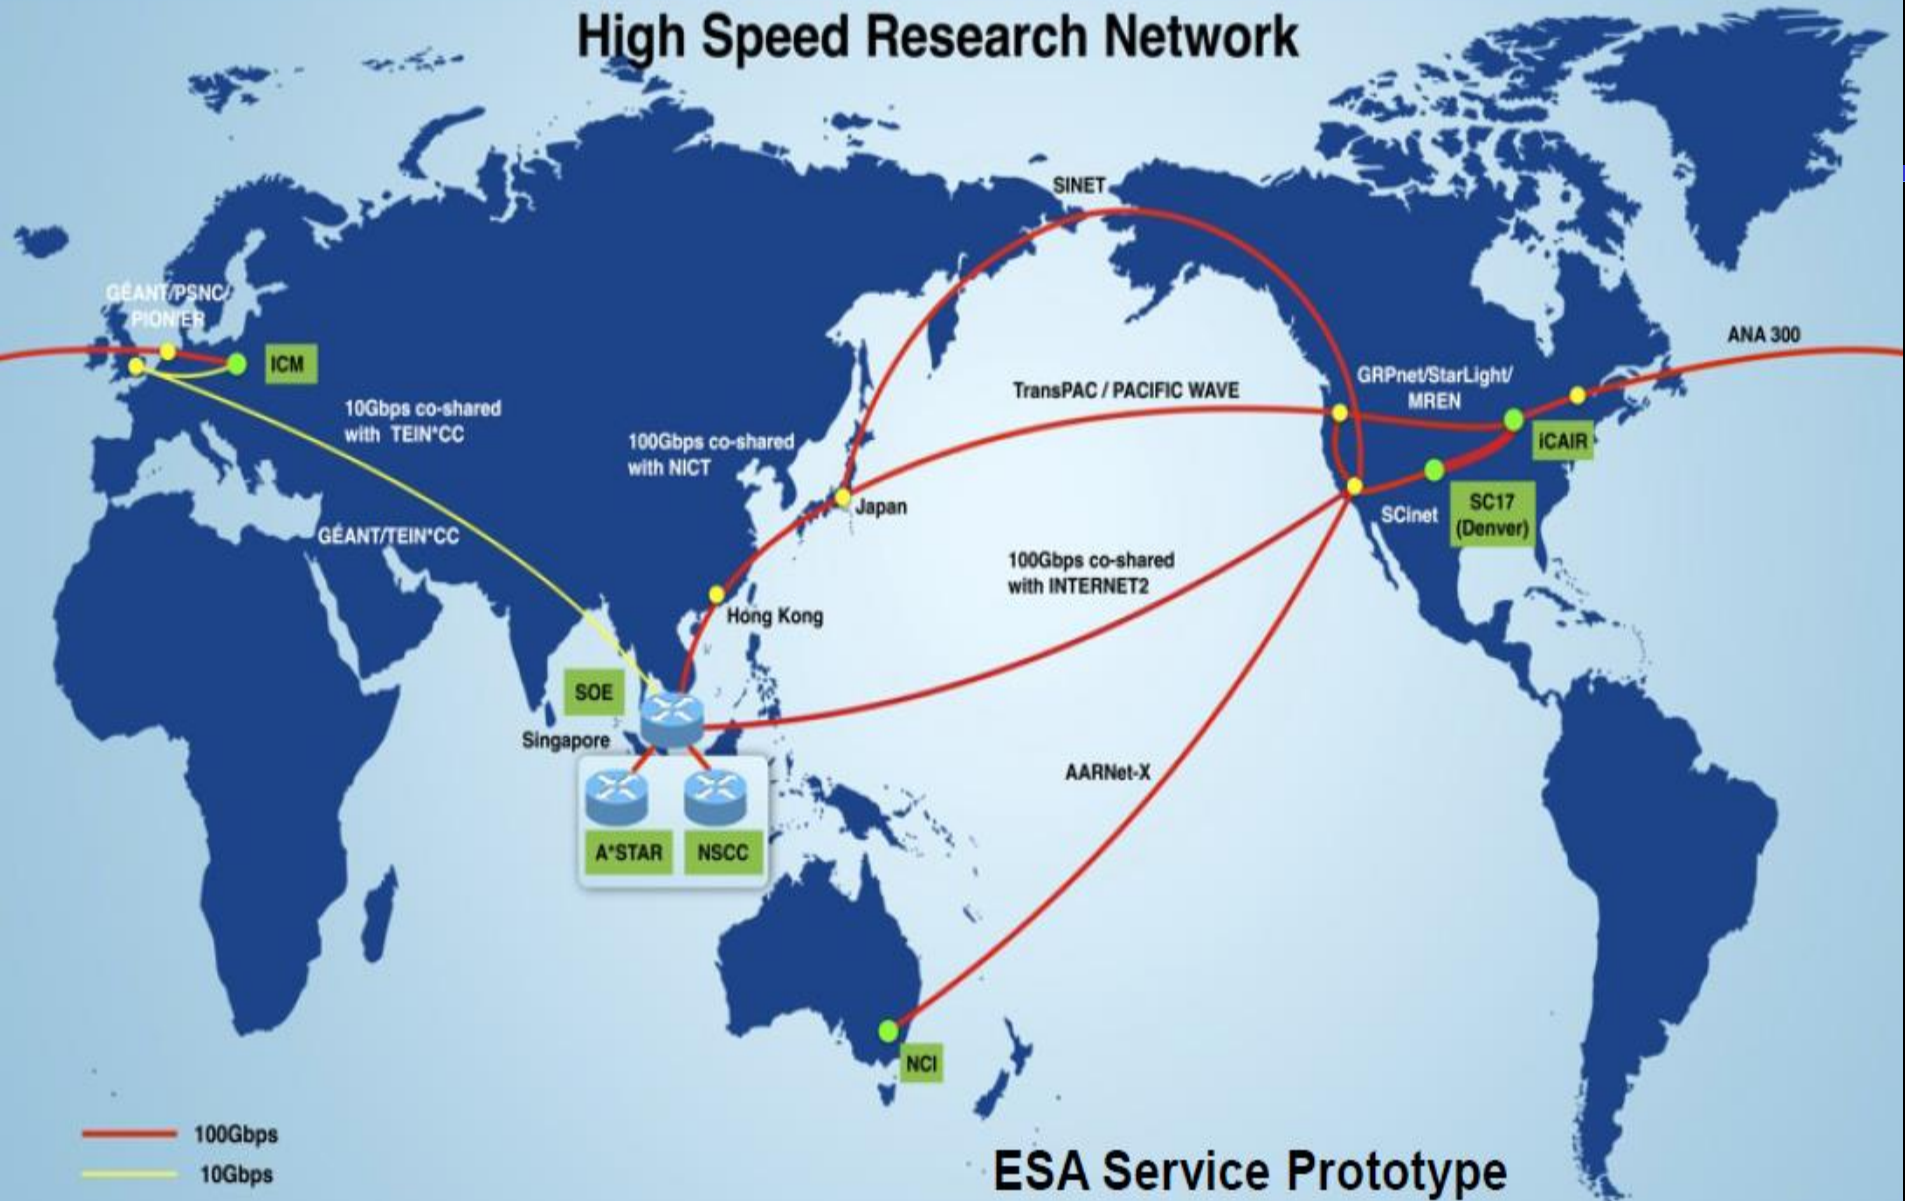 High Speed Research Network
SINET
GÉANT/PSNC/
PIONIER
ICM
ANA 300
10Gbps co-shared
with TEIN*CC
TransPAC / PACIFIC WAVE
GRPnet/StarLight/
MREN
100Gbps co-shared
with NICT
iCAIR
Japan
SCinet
SC17
(Denver)
GÉANT/TEIN*CC
100Gbps co-shared
with INTERNET2
Hong Kong
SOE
Singapore
AARNet-X
A*STAR
NSCC
NCI
100Gbps
10Gbps
ESA Service Prototype